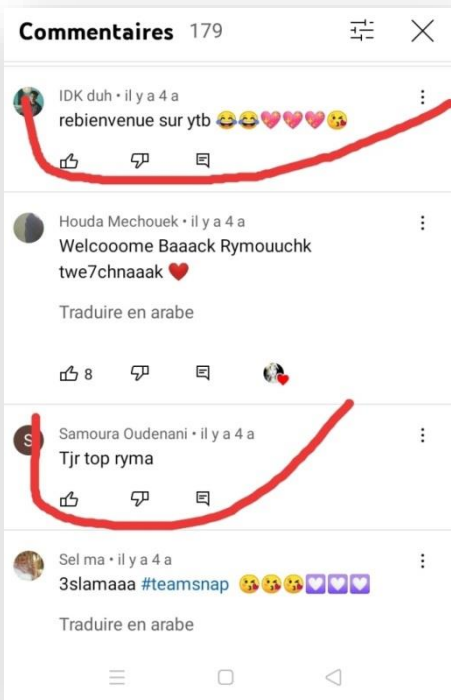 Commentaires 179
IDK duh • il y a 4 a
rebienvenue sur ytb 😂😂💖💖💖😘
Houda Mechouek • il y a 4 a
Welcooome Baaack Rymouuchk
twe7chnaaak ❤️
Traduire en arabe
8
S
Samoura Oudenani • il y a 4 a
Tjr top ryma
Sel ma • il y a 4 a
3slamaaa #teamsnap 😘😘😘💜💜💜
Traduire en arabe